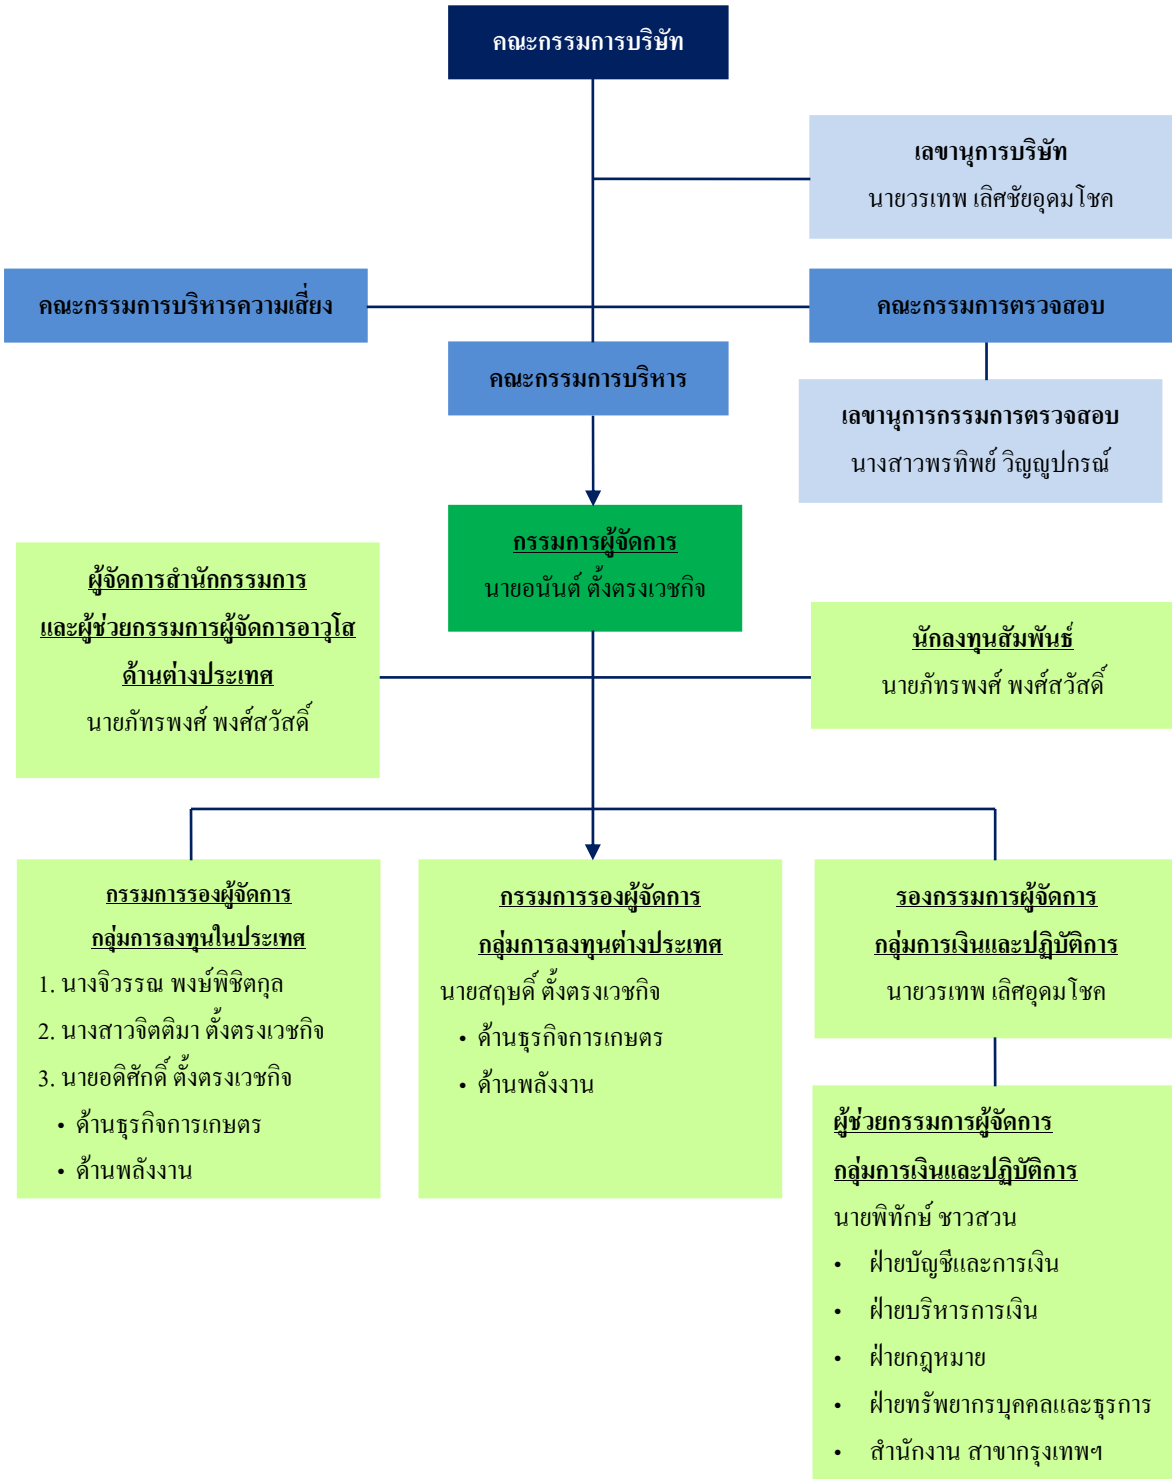 คณะกรรมการบริษัท
เลขานุการบริษัท
นายวรเทพ เลิศชัยอุดมโชค
คณะกรรมการบริหารความเสี่ยง
คณะกรรมการตรวจสอบ
คณะกรรมการบริหาร
เลขานุการกรรมการตรวจสอบ
นางสาวพรทิพย์ วิญญูปกรณ์
กรรมการผู้จัดการ
นายอนันต์ ตั้งตรงเวชกิจ
ผู้จัดการสำนักกรรมการ
และผู้ช่วยกรรมการผู้จัดการอาวุโส
ด้านต่างประเทศ
นายภัทรพงศ์ พงศ์สวัสดิ์
นักลงทุนสัมพันธ์
นายภัทรพงศ์ พงศ์สวัสดิ์
กรรมการรองผู้จัดการ
กลุ่มการลงทุนในประเทศ
1. นางจิวรรณ พงษ์พิชิตกุล
2. นางสาวจิตติมา ตั้งตรงเวชกิจ
3. นายอดิศักดิ์ ตั้งตรงเวชกิจ
• ด้านธุรกิจการเกษตร
• ด้านพลังงาน
กรรมการรองผู้จัดการ
กลุ่มการลงทุนต่างประเทศ
นายสฤษดิ์ ตั้งตรงเวชกิจ
• ด้านธุรกิจการเกษตร
• ด้านพลังงาน
รองกรรมการผู้จัดการ
กลุ่มการเงินและปฏิบัติการ
นายวรเทพ เลิศอุดมโชค
ผู้ช่วยกรรมการผู้จัดการ
กลุ่มการเงินและปฏิบัติการ
นายพิทักษ์ ชาวสวน
• ฝ่ายบัญชีและการเงิน
• ฝ่ายบริหารการเงิน
• ฝ่ายกฎหมาย
• ฝ่ายทรัพยากรบุคคลและธุรการ
• สำนักงาน สาขากรุงเทพฯ